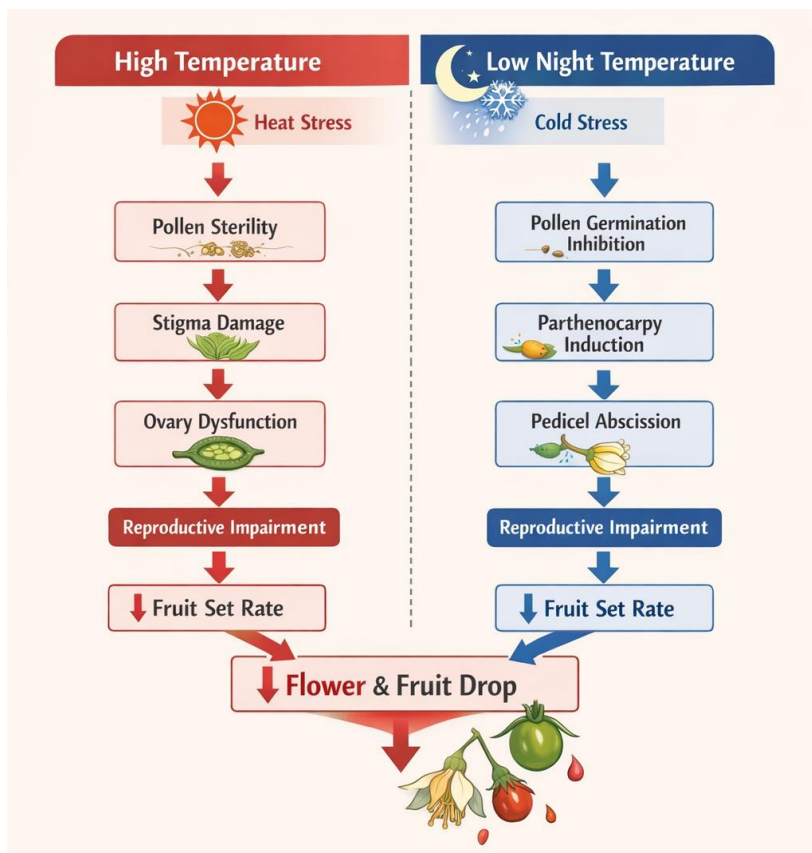 High Temperature
Heat Stress
Pollen Sterility
Stigma Damage
Ovary Dysfunction
Reproductive Impairment
Fruit Set Rate
Low Night Temperature
Cold Stress
Pollen Germination
Inhibition
Parthenocarpy
Induction
Pedicel Abscission
Reproductive Impairment
Fruit Set Rate
Flower & Fruit Drop